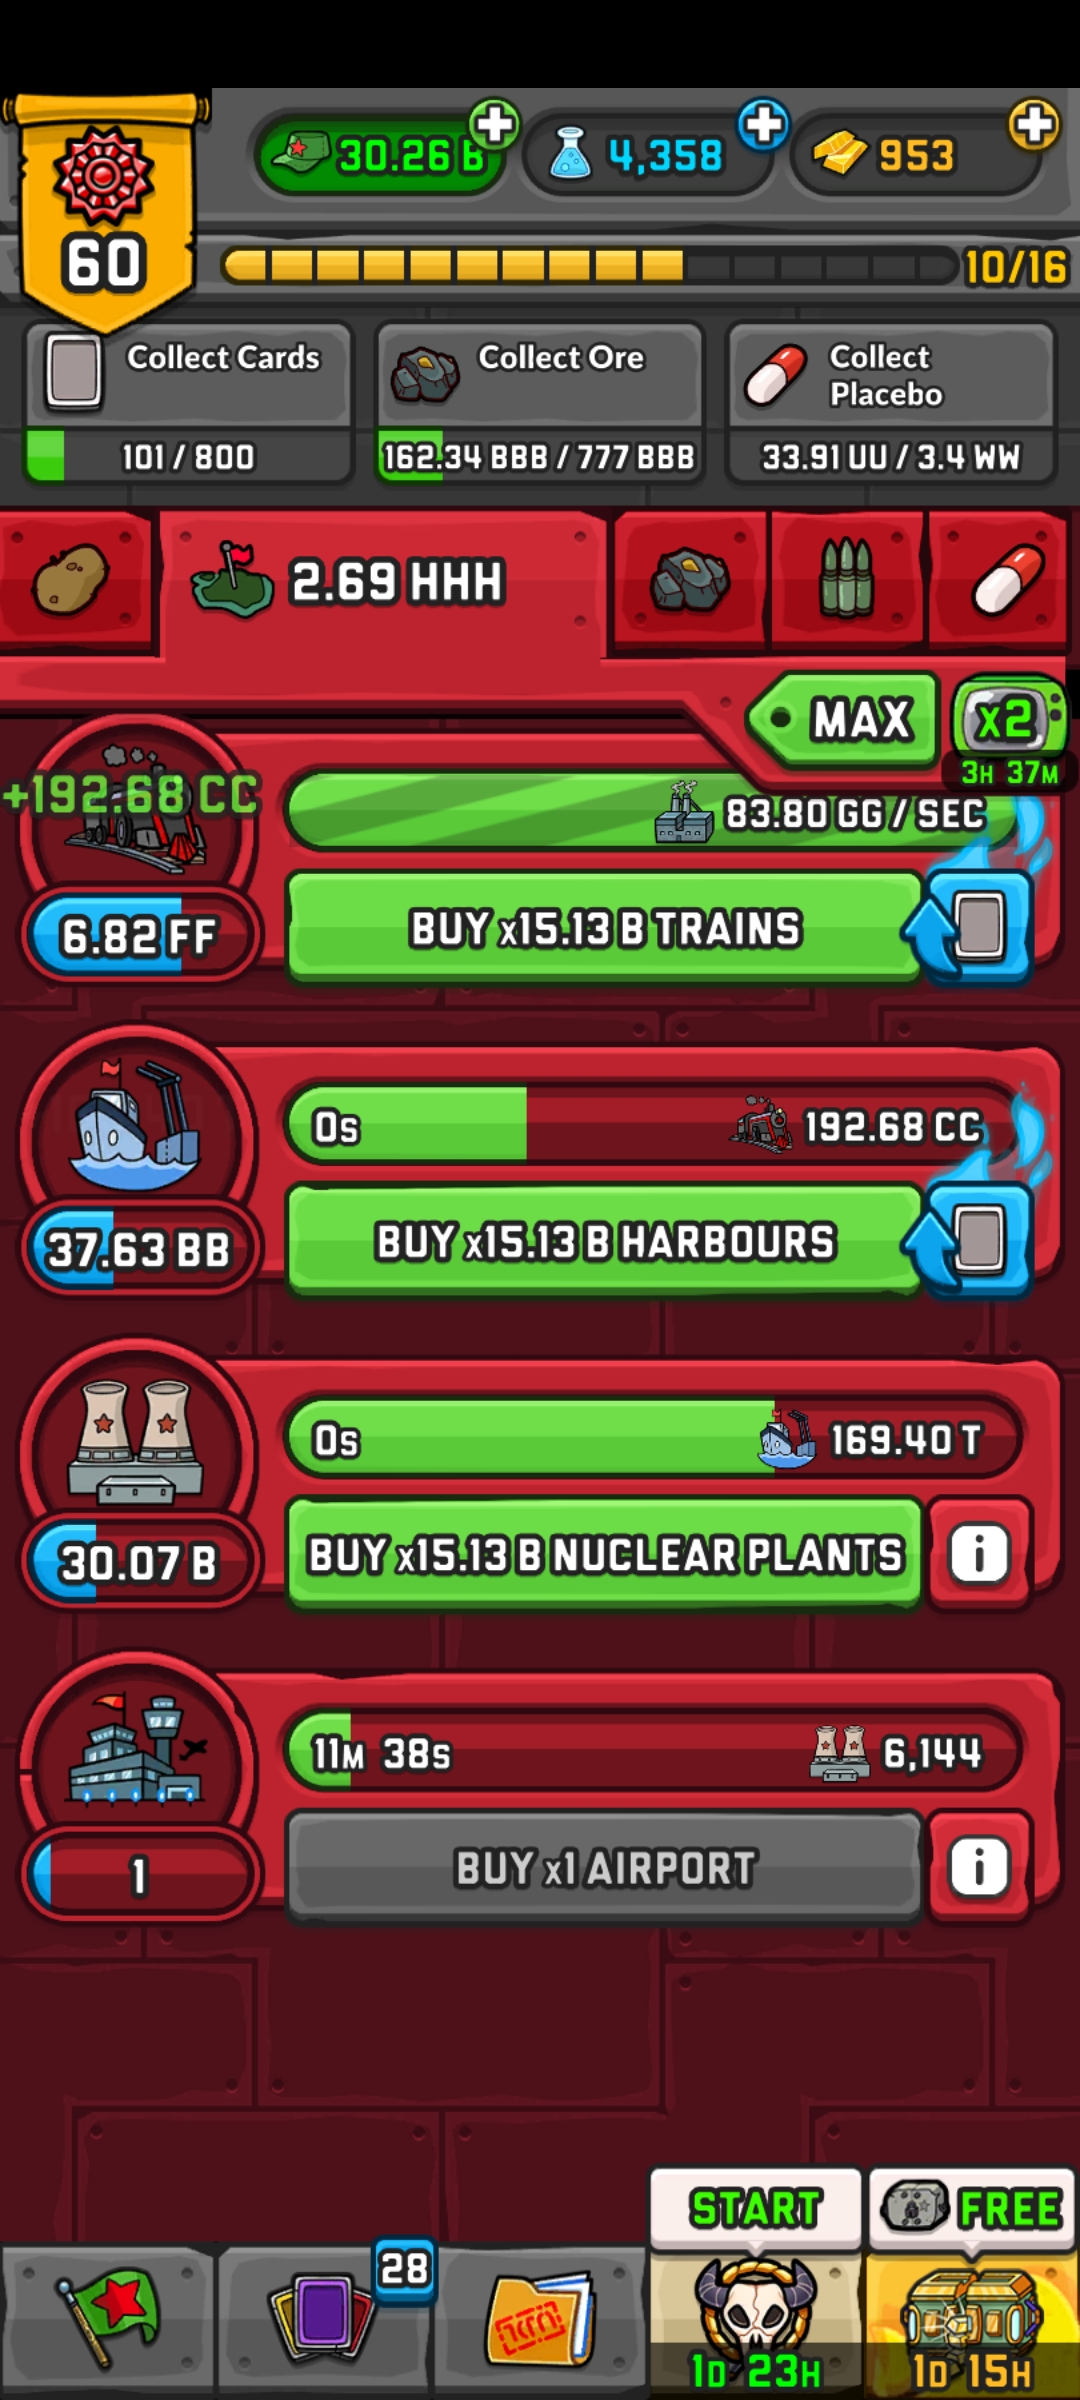 30.26 B
4,358
953
60
10/16
Collect Cards
101 / 800
Collect Ore
162.34 BBB / 777 BBB
Collect
Placebo
33.91 UU / 3.4 WW
2.69 HHH
MAX
x2
3H 37M
+192.68 CC
83.80 GG / SEC
6.82 FF
BUY x15.13 B TRAINS
0s
192.68 CC
37.63 BB
BUY x15.13 B HARBOURS
0s
169.40 T
30.07 B
BUY x15.13 B NUCLEAR PLANTS
i
11M 38S
6,144
1
BUY x1 AIRPORT
i
START
FREE
28
1D 23H
1D 15H